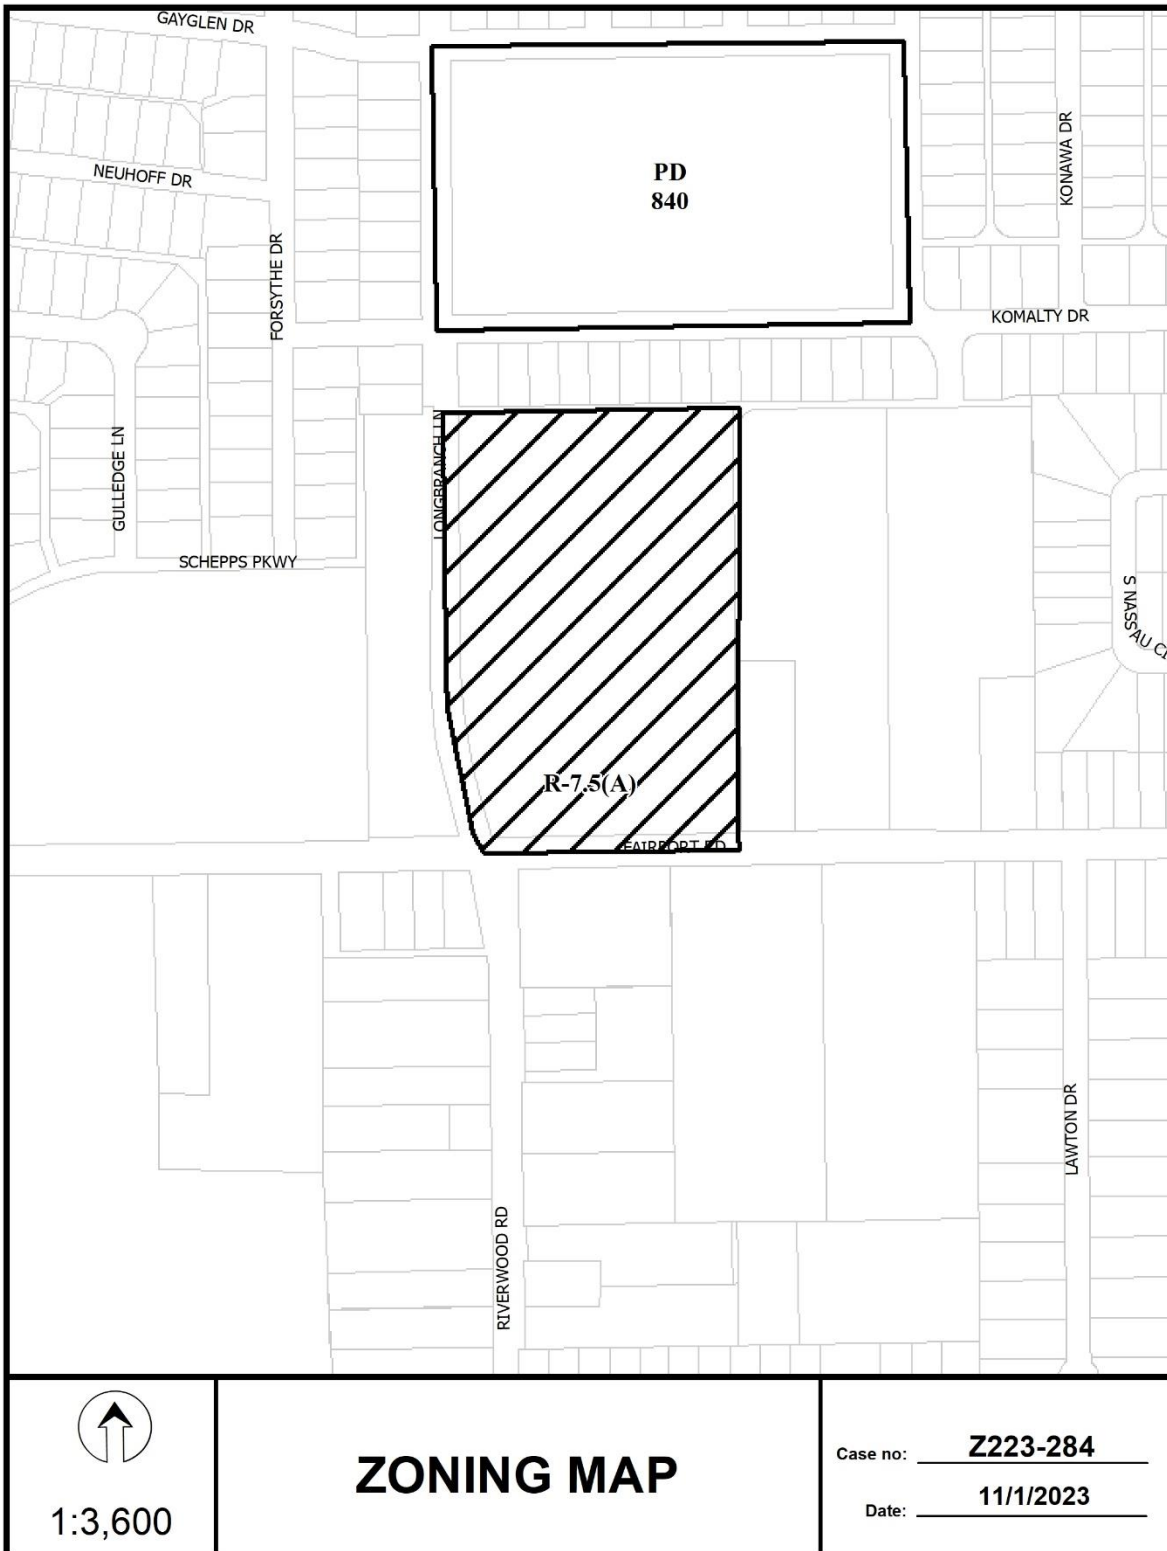 GAYGLEN DR
NEUHOFF DR
FORSYTHE DR
KONAWA DR
PD
840
KOMALTY DR
GULLEDGE LN
LONGBRANCH LN
SCHEPPS PKWY
S NASSAU CI
R-7.5(A)
FAIRPORT RD
LAWTON DR
RIVERWOOD RD
1:3,600
ZONING MAP
Case no: Z223-284
Date: 11/1/2023